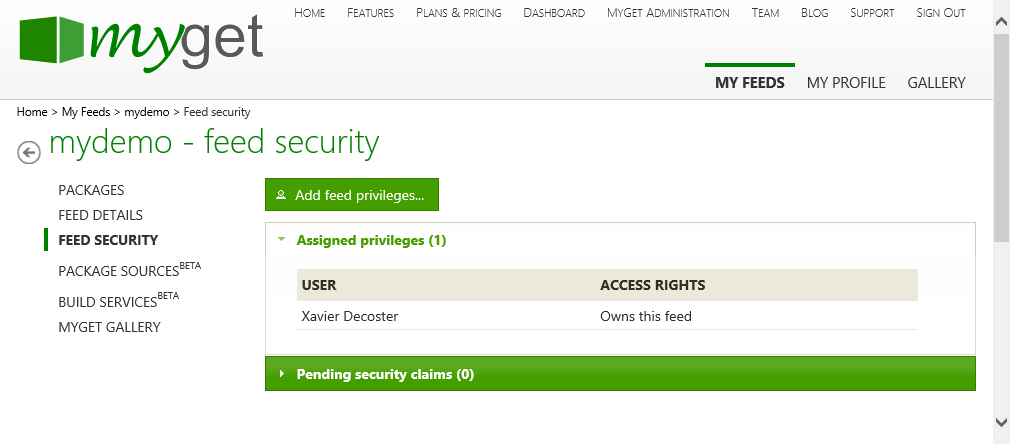 HOME FEATURES PLANS & PRICING DASHBOARD MYGET ADMINISTRATION TEAM BLOG SUPPORT SIGN OUT
myget
MY FEEDS MY PROFILE GALLERY
Home > My Feeds > mydemo > Feed security
mydemo - feed security
PACKAGES
FEED DETAILS
FEED SECURITY
PACKAGE SOURCES BETA
BUILD SERVICES BETA
MYGET GALLERY
Add feed privileges...
Assigned privileges (1)
USER ACCESS RIGHTS
Xavier Decoster Owns this feed
Pending security claims (0)